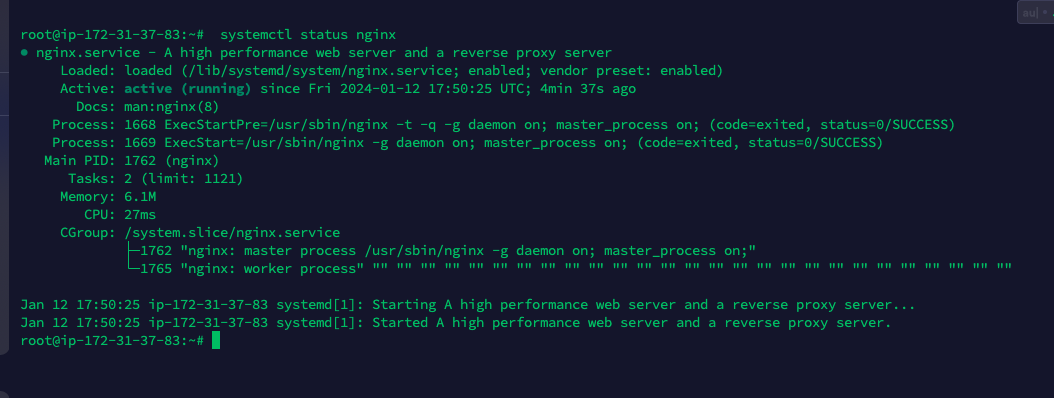 au| *
root@ip-172-31-37-83:~#  systemctl status nginx
● nginx.service - A high performance web server and a reverse proxy server
     Loaded: loaded (/lib/systemd/system/nginx.service; enabled; vendor preset: enabled)
     Active: active (running) since Fri 2024-01-12 17:50:25 UTC; 4min 37s ago
       Docs: man:nginx(8)
    Process: 1668 ExecStartPre=/usr/sbin/nginx -t -q -g daemon on; master_process on; (code=exited, status=0/SUCCESS)
    Process: 1669 ExecStart=/usr/sbin/nginx -g daemon on; master_process on; (code=exited, status=0/SUCCESS)
   Main PID: 1762 (nginx)
      Tasks: 2 (limit: 1121)
     Memory: 6.1M
        CPU: 27ms
     CGroup: /system.slice/nginx.service
             ├─1762 "nginx: master process /usr/sbin/nginx -g daemon on; master_process on;"
             └─1765 "nginx: worker process" "" "" "" "" "" "" "" "" "" "" "" "" "" "" "" "" "" "" "" "" "" "" "" "" "" "" ""

Jan 12 17:50:25 ip-172-31-37-83 systemd[1]: Starting A high performance web server and a reverse proxy server...
Jan 12 17:50:25 ip-172-31-37-83 systemd[1]: Started A high performance web server and a reverse proxy server.
root@ip-172-31-37-83:~#